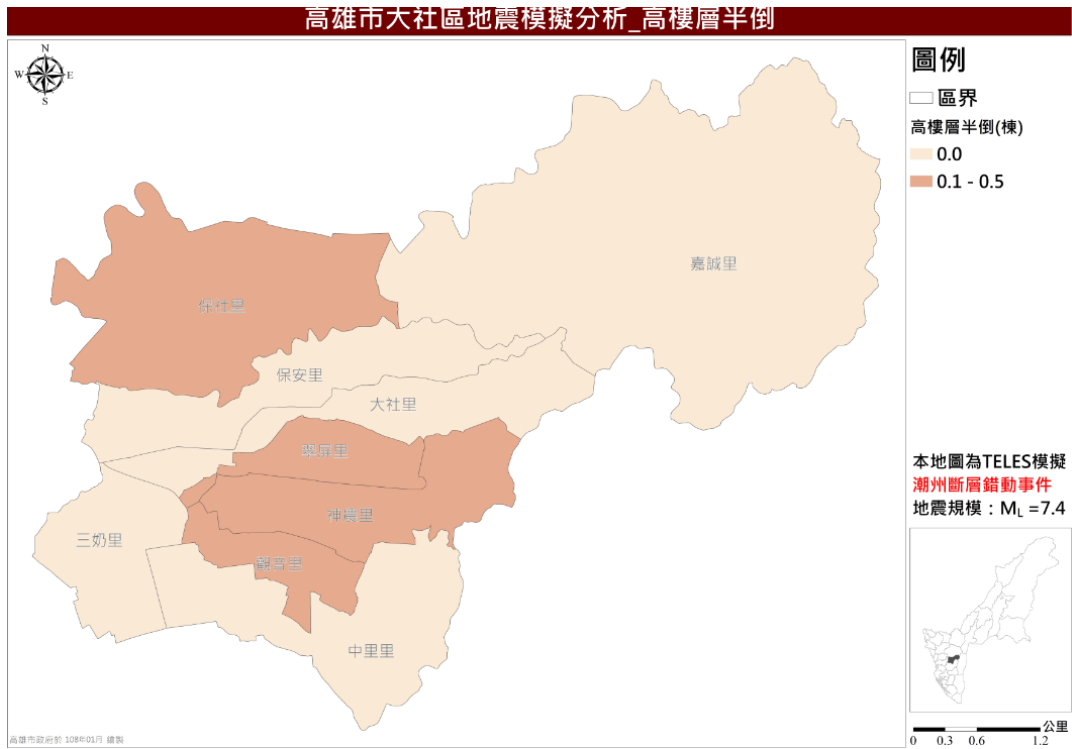 高雄市大社區地震模擬分析_高樓層半倒
N
W E
S
圖例
區界
高樓層半倒(棟)
0.0
0.1 - 0.5
嘉誠里
保社里
保安里
大社里
翠屏里
神農里
三奶里
觀音里
中里里
本地圖為TELES模擬
潮州斷層錯動事件
地震規模：ML =7.4
公里
0 0.3 0.6 1.2
高雄市政府於 108年01月 繪製